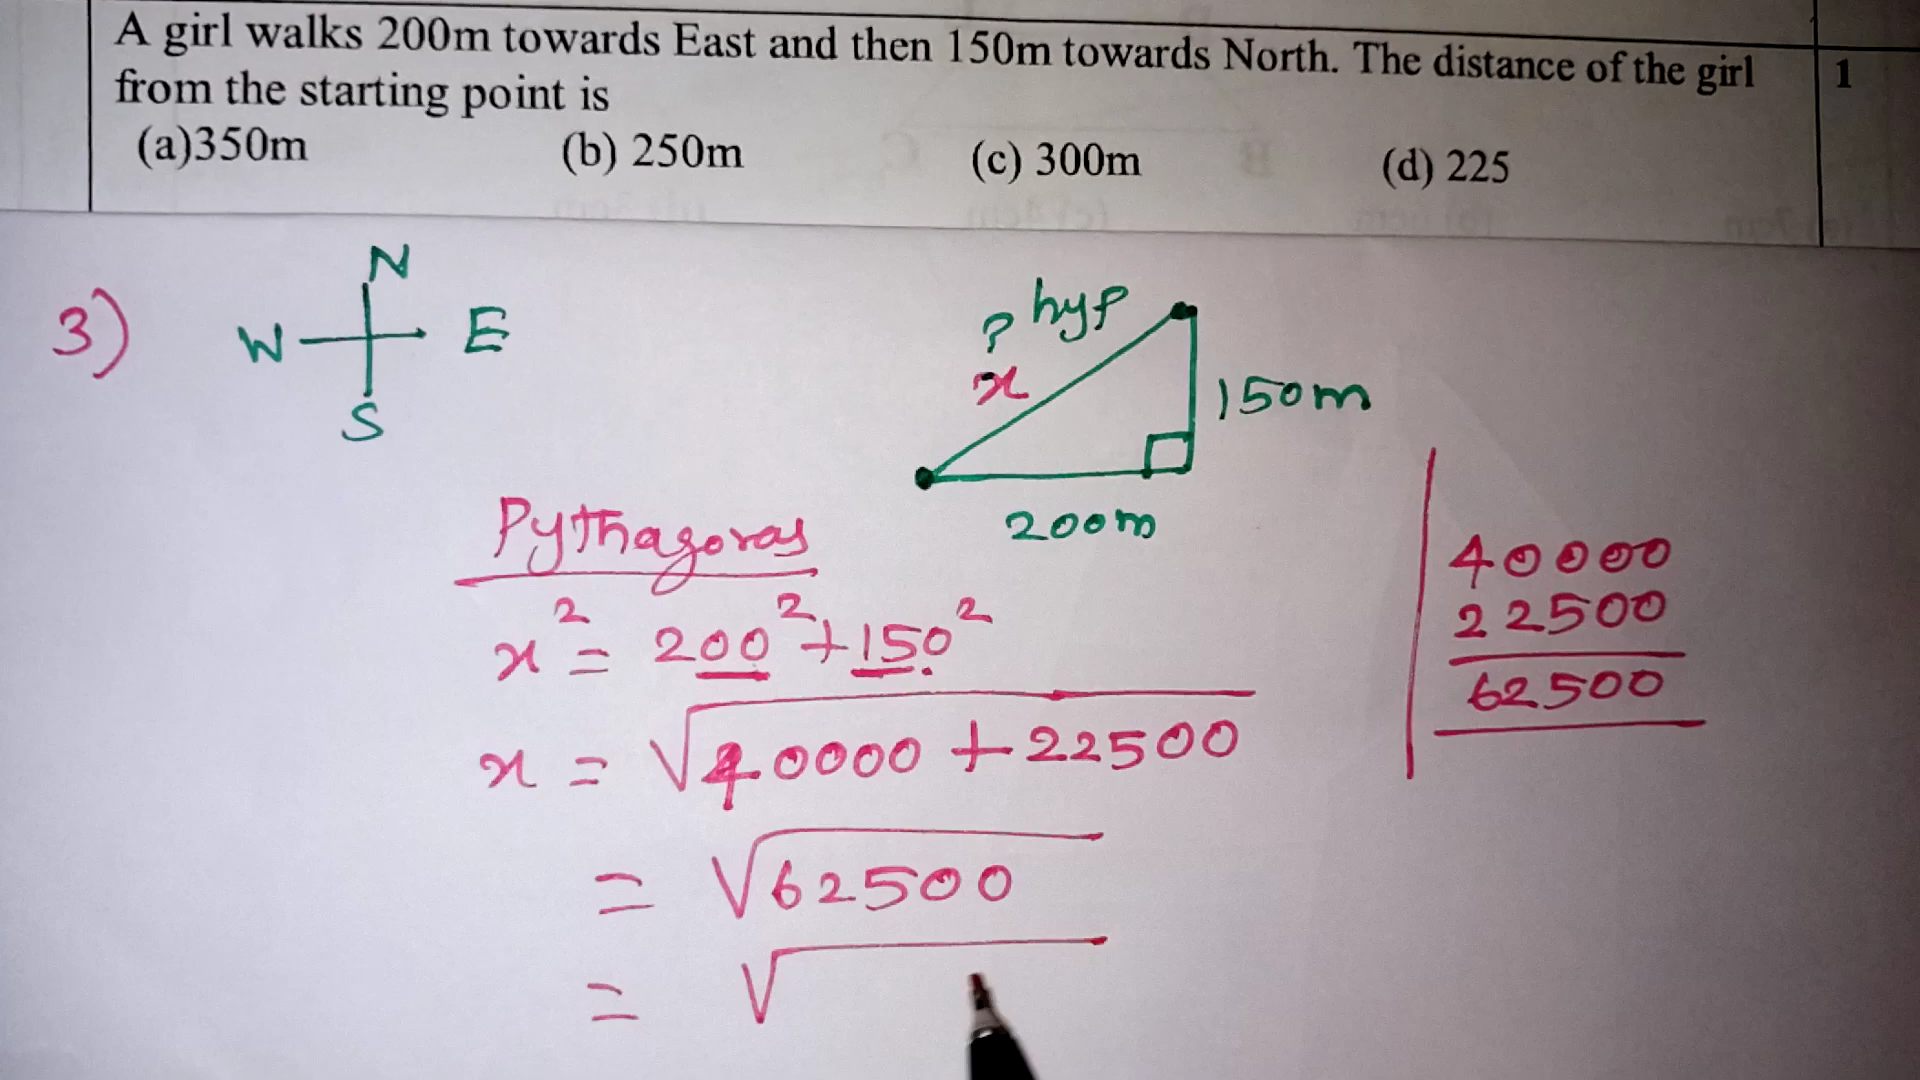 A girl walks 200m towards East and then 150m towards North. The distance of the girl 1
from the starting point is
(a)350m (b) 250m (c) 300m (d) 225
3)
N
W E
S
? hyp
x
150m
200m
Pythagoras
x² = 200² + 150²
x = √40000 + 22500
= √62500
= √
40000
22500
62500